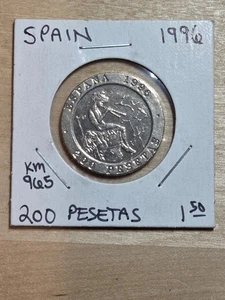 SPAIN 1996
ESPAÑA 1996
KM
965
200 PESETAS
200 PESETAS 1.50